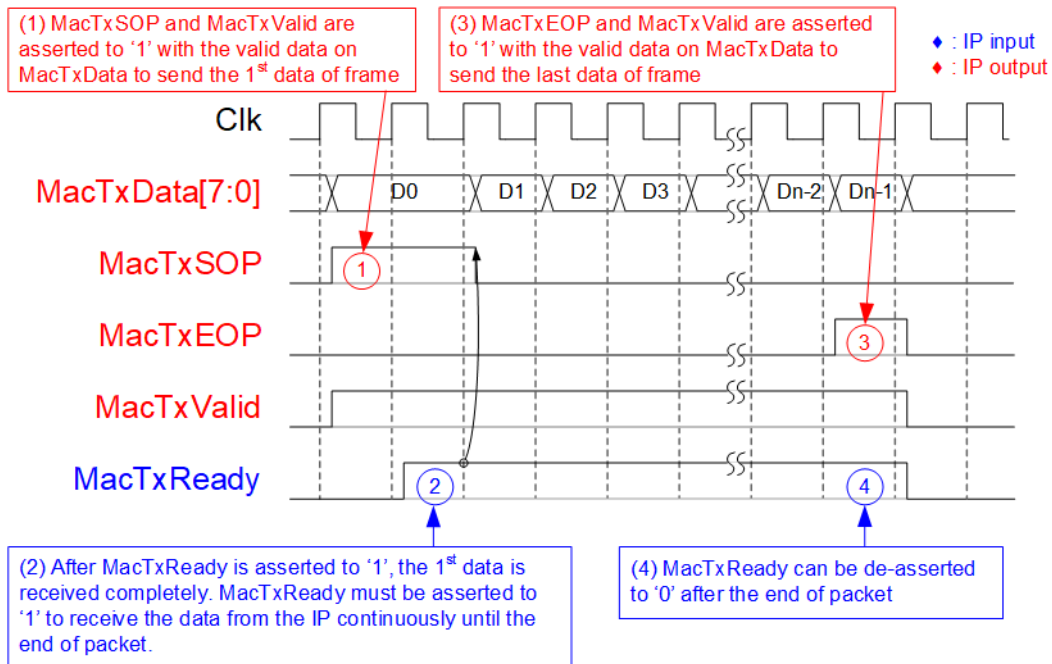 (1) MacTxSOP and MacTxValid are
asserted to ‘1’ with the valid data on
MacTxData to send the 1st data of frame
(3) MacTxEOP and MacTxValid are asserted
to ‘1’ with the valid data on MacTxData to
send the last data of frame
♦ : IP input
♦ : IP output
Clk
MacTxData[7:0]
D0 D1 D2 D3 Dn-2 Dn-1
MacTxSOP
1
MacTxEOP
3
MacTxValid
MacTxReady
2 4
(2) After MacTxReady is asserted to ‘1’, the 1st data is
received completely. MacTxReady must be asserted to
‘1’ to receive the data from the IP continuously until the
end of packet.
(4) MacTxReady can be de-asserted
to ‘0’ after the end of packet